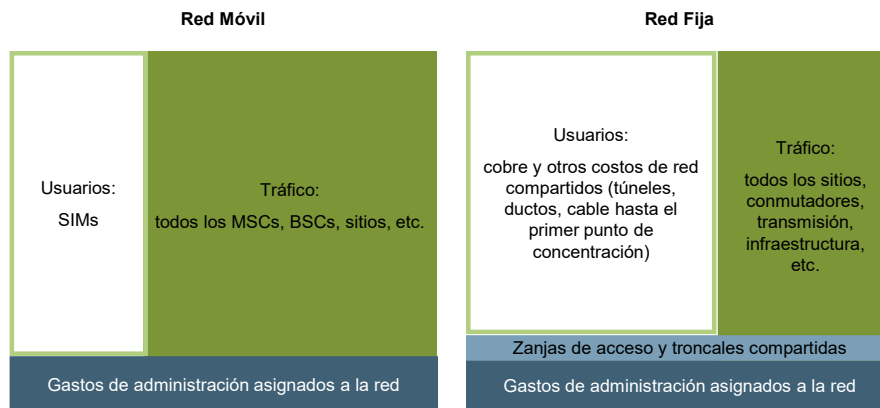 Red Móvil
Usuarios:
SIMs
Tráfico:
todos los MSCs, BSCs, sitios, etc.
Gastos de administración asignados a la red
Red Fija
Usuarios:
cobre y otros costos de red
compartidos (túneles,
ductos, cable hasta el
primer punto de
concentración)
Tráfico:
todos los sitios,
conmutadores,
transmisión,
infraestructura,
etc.
Zanjas de acceso y troncales compartidas
Gastos de administración asignados a la red